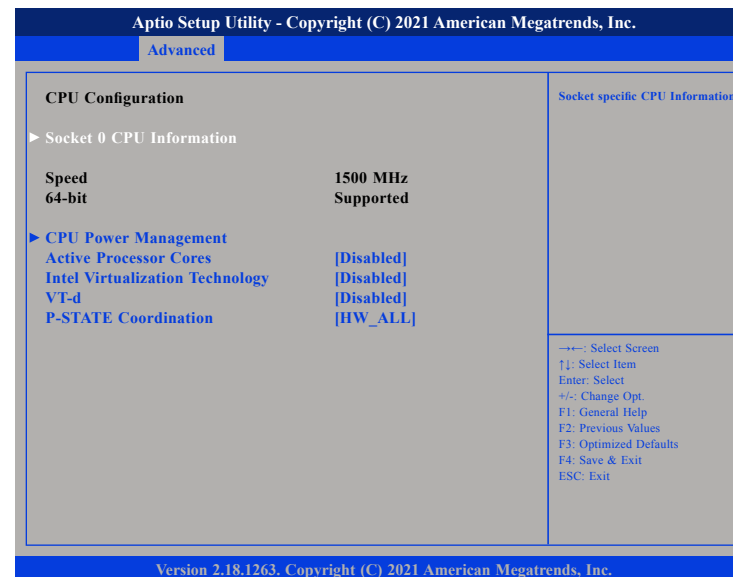 Aptio Setup Utility - Copyright (C) 2021 American Megatrends, Inc.
Advanced
CPU Configuration
► Socket 0 CPU Information
Speed 1500 MHz
64-bit Supported
► CPU Power Management
Active Processor Cores [Disabled]
Intel Virtualization Technology [Disabled]
VT-d [Disabled]
P-STATE Coordination [HW_ALL]
Socket specific CPU Information
→←: Select Screen
↑↓: Select Item
Enter: Select
+/-: Change Opt.
F1: General Help
F2: Previous Values
F3: Optimized Defaults
F4: Save & Exit
ESC: Exit
Version 2.18.1263. Copyright (C) 2021 American Megatrends, Inc.